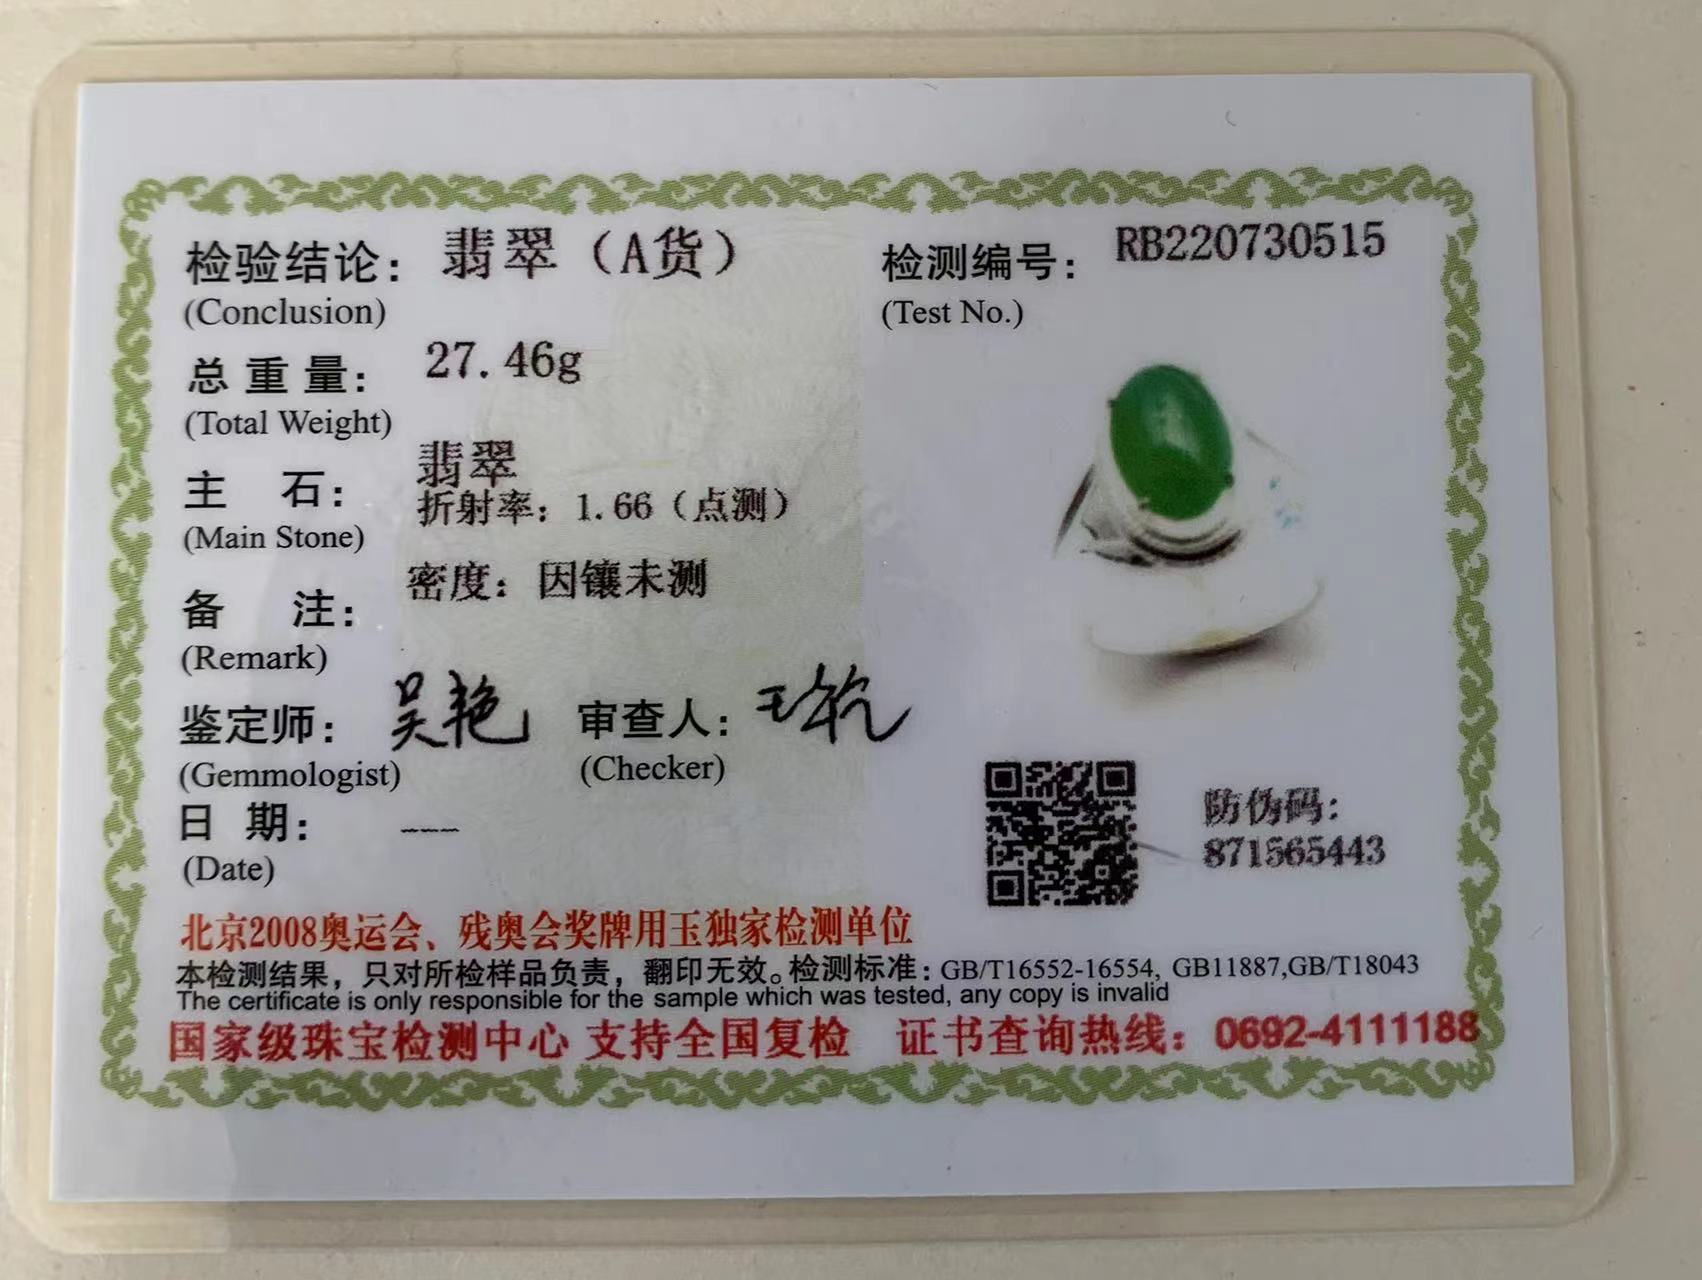 检验结论： 翡翠（A货） 检测编号： RB220730515
(Conclusion) (Test No.)
总重量： 27.46g
(Total Weight)
翡翠
主 石： 折射率：1.66（点测）
(Main Stone)
备 注： 密度：因镶未测
(Remark)
鉴定师： 吴艳 审查人：
(Gemmologist) (Checker)
日 期： ---
(Date)
防伪码：
871565443
北京2008奥运会、残奥会奖牌用玉独家检测单位
本检测结果，只对所检样品负责，翻印无效。检测标准：GB/T16552-16554, GB11887,GB/T18043
The certificate is only responsible for the sample which was tested, any copy is invalid
国家级珠宝检测中心 支持全国复检 证书查询热线：0692-4111188